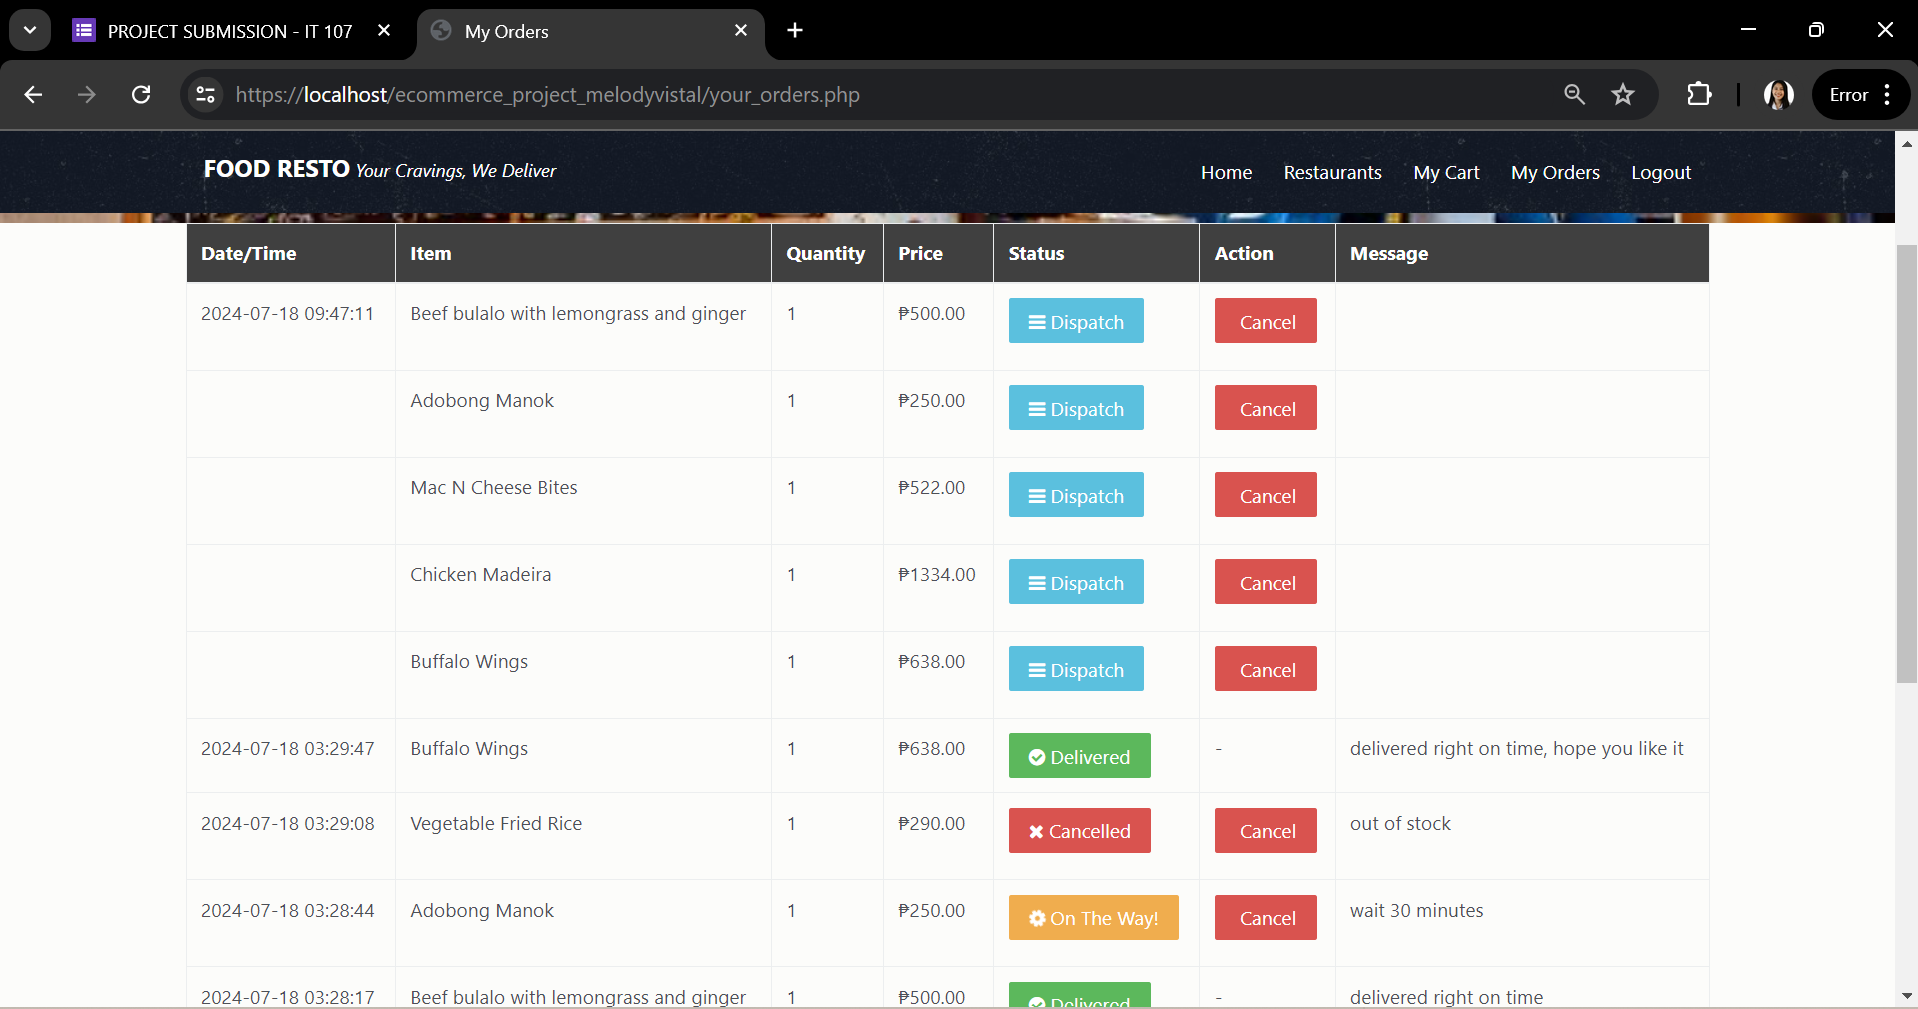 PROJECT SUBMISSION - IT 107
My Orders
https://localhost/ecommerce_project_melodyvistal/your_orders.php
Error
FOOD RESTO Your Cravings, We Deliver
Home Restaurants My Cart My Orders Logout
Date/Time Item Quantity Price Status Action Message
2024-07-18 09:47:11 Beef bulalo with lemongrass and ginger 1 ₱500.00 Dispatch Cancel
Adobong Manok 1 ₱250.00 Dispatch Cancel
Mac N Cheese Bites 1 ₱522.00 Dispatch Cancel
Chicken Madeira 1 ₱1334.00 Dispatch Cancel
Buffalo Wings 1 ₱638.00 Dispatch Cancel
2024-07-18 03:29:47 Buffalo Wings 1 ₱638.00 Delivered - delivered right on time, hope you like it
2024-07-18 03:29:08 Vegetable Fried Rice 1 ₱290.00 Cancelled Cancel out of stock
2024-07-18 03:28:44 Adobong Manok 1 ₱250.00 On The Way! Cancel wait 30 minutes
2024-07-18 03:28:17 Beef bulalo with lemongrass and ginger 1 ₱500.00 Delivered - delivered right on time